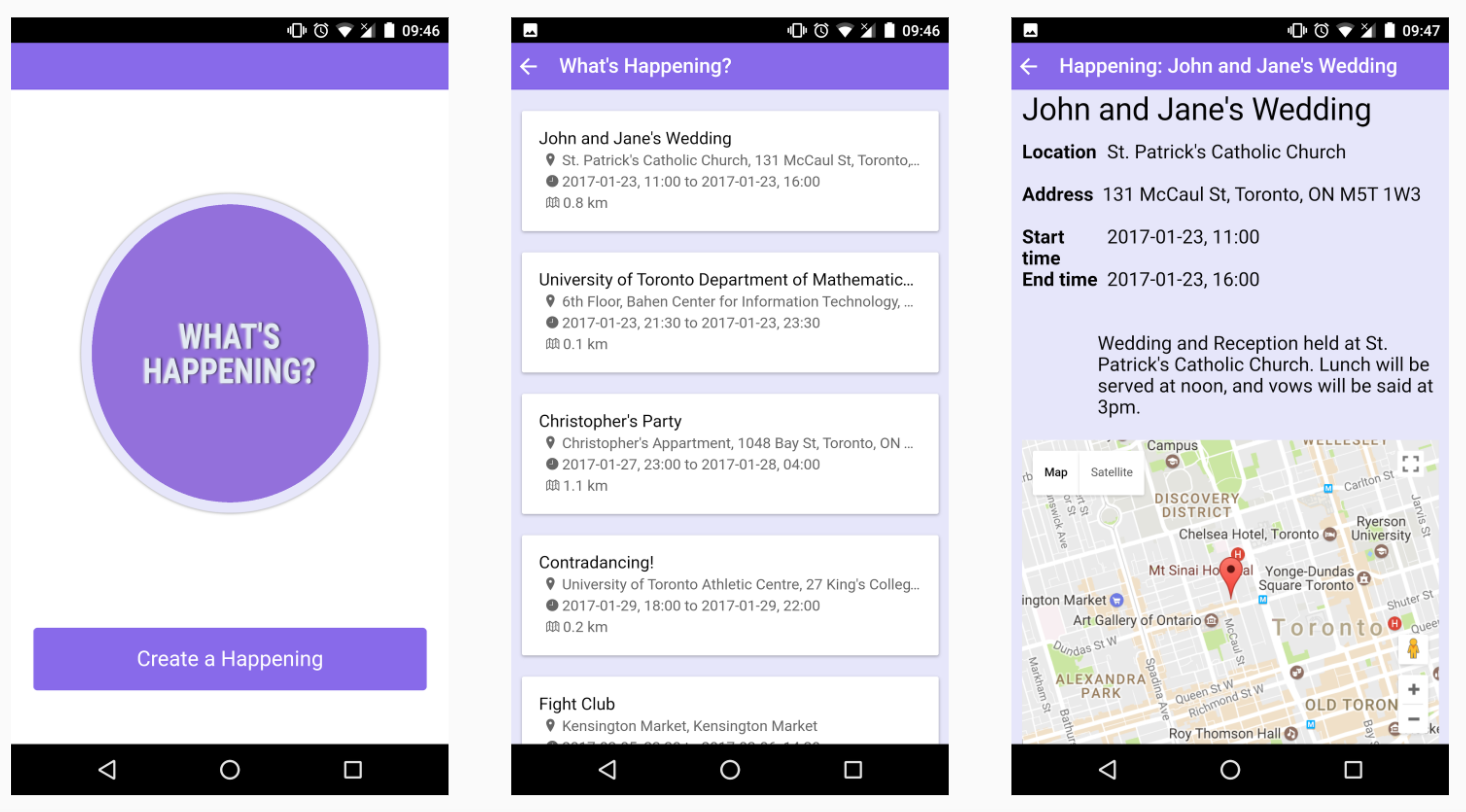 09:46
WHAT'S
HAPPENING?
Create a Happening
09:46
What's Happening?
John and Jane's Wedding
St. Patrick's Catholic Church, 131 McCaul St, Toronto,...
2017-01-23, 11:00 to 2017-01-23, 16:00
0.8 km
University of Toronto Department of Mathematic...
6th Floor, Bahen Center for Information Technology, ...
2017-01-23, 21:30 to 2017-01-23, 23:30
0.1 km
Christopher's Party
Christopher's Appartment, 1048 Bay St, Toronto, ON ...
2017-01-27, 23:00 to 2017-01-28, 04:00
1.1 km
Contradancing!
University of Toronto Athletic Centre, 27 King's Colleg...
2017-01-29, 18:00 to 2017-01-29, 22:00
0.2 km
Fight Club
Kensington Market, Kensington Market
09:47
Happening: John and Jane's Wedding
John and Jane's Wedding
Location St. Patrick's Catholic Church
Address 131 McCaul St, Toronto, ON M5T 1W3
Start time 2017-01-23, 11:00
End time 2017-01-23, 16:00
Wedding and Reception held at St.
Patrick's Catholic Church. Lunch will be
served at noon, and vows will be said at
3pm.
Campus
WELLESLEY
Map Satellite
Carlton St
DISCOVERY
DISTRICT
Jarvis St
Chelsea Hotel, Toronto
Ryerson
University
H
Mt Sinai Ho al
Yonge-Dundas
Square Toronto
ington Market
Shuter St
Art Gallery of Ontario
Toronto
H
Quee
McCaul St
Dundas St W
Spadina Ave
Markham St
Bathur
ALEXANDRA
PARK
Queen St W
Richmond St W
OLD TORON
Roy Thomson Hall
Bay